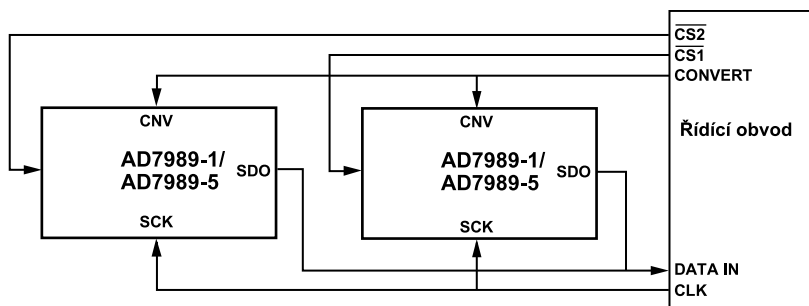 CS2
CS1
CONVERT
CNV
CNV
Řídící obvod
AD7989-1/
AD7989-5
SDO
AD7989-1/
AD7989-5
SDO
SCK
SCK
DATA IN
CLK